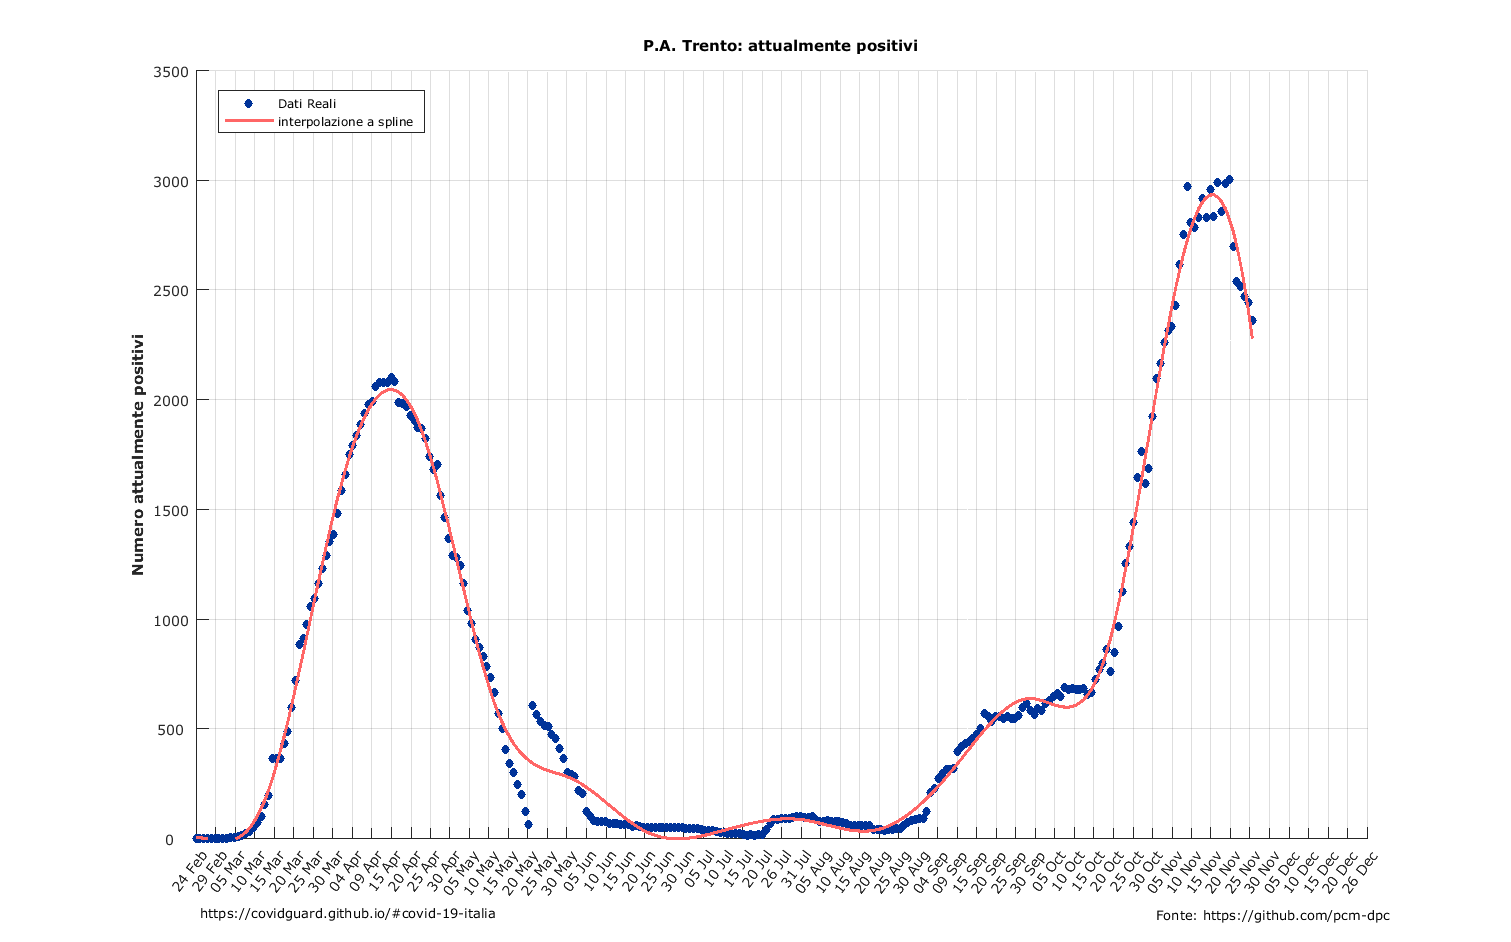 P.A. Trento: attualmente positivi
3500
3000
2500
2000
1500
1000
500
0
Numero attualmente positivi
Dati Reali
interpolazione a spline
24 Feb
29 Feb
05 Mar
10 Mar
15 Mar
20 Mar
25 Mar
30 Mar
04 Apr
09 Apr
15 Apr
20 Apr
25 Apr
30 Apr
05 May
10 May
15 May
20 May
25 May
30 May
05 Jun
10 Jun
15 Jun
20 Jun
25 Jun
30 Jun
05 Jul
10 Jul
15 Jul
20 Jul
26 Jul
31 Jul
05 Aug
10 Aug
15 Aug
20 Aug
25 Aug
30 Aug
04 Sep
09 Sep
15 Sep
20 Sep
25 Sep
30 Sep
05 Oct
10 Oct
15 Oct
20 Oct
25 Oct
30 Oct
05 Nov
10 Nov
15 Nov
20 Nov
25 Nov
30 Nov
05 Dec
10 Dec
15 Dec
20 Dec
26 Dec
https://covidguard.github.io/#covid-19-italia
Fonte: https://github.com/pcm-dpc